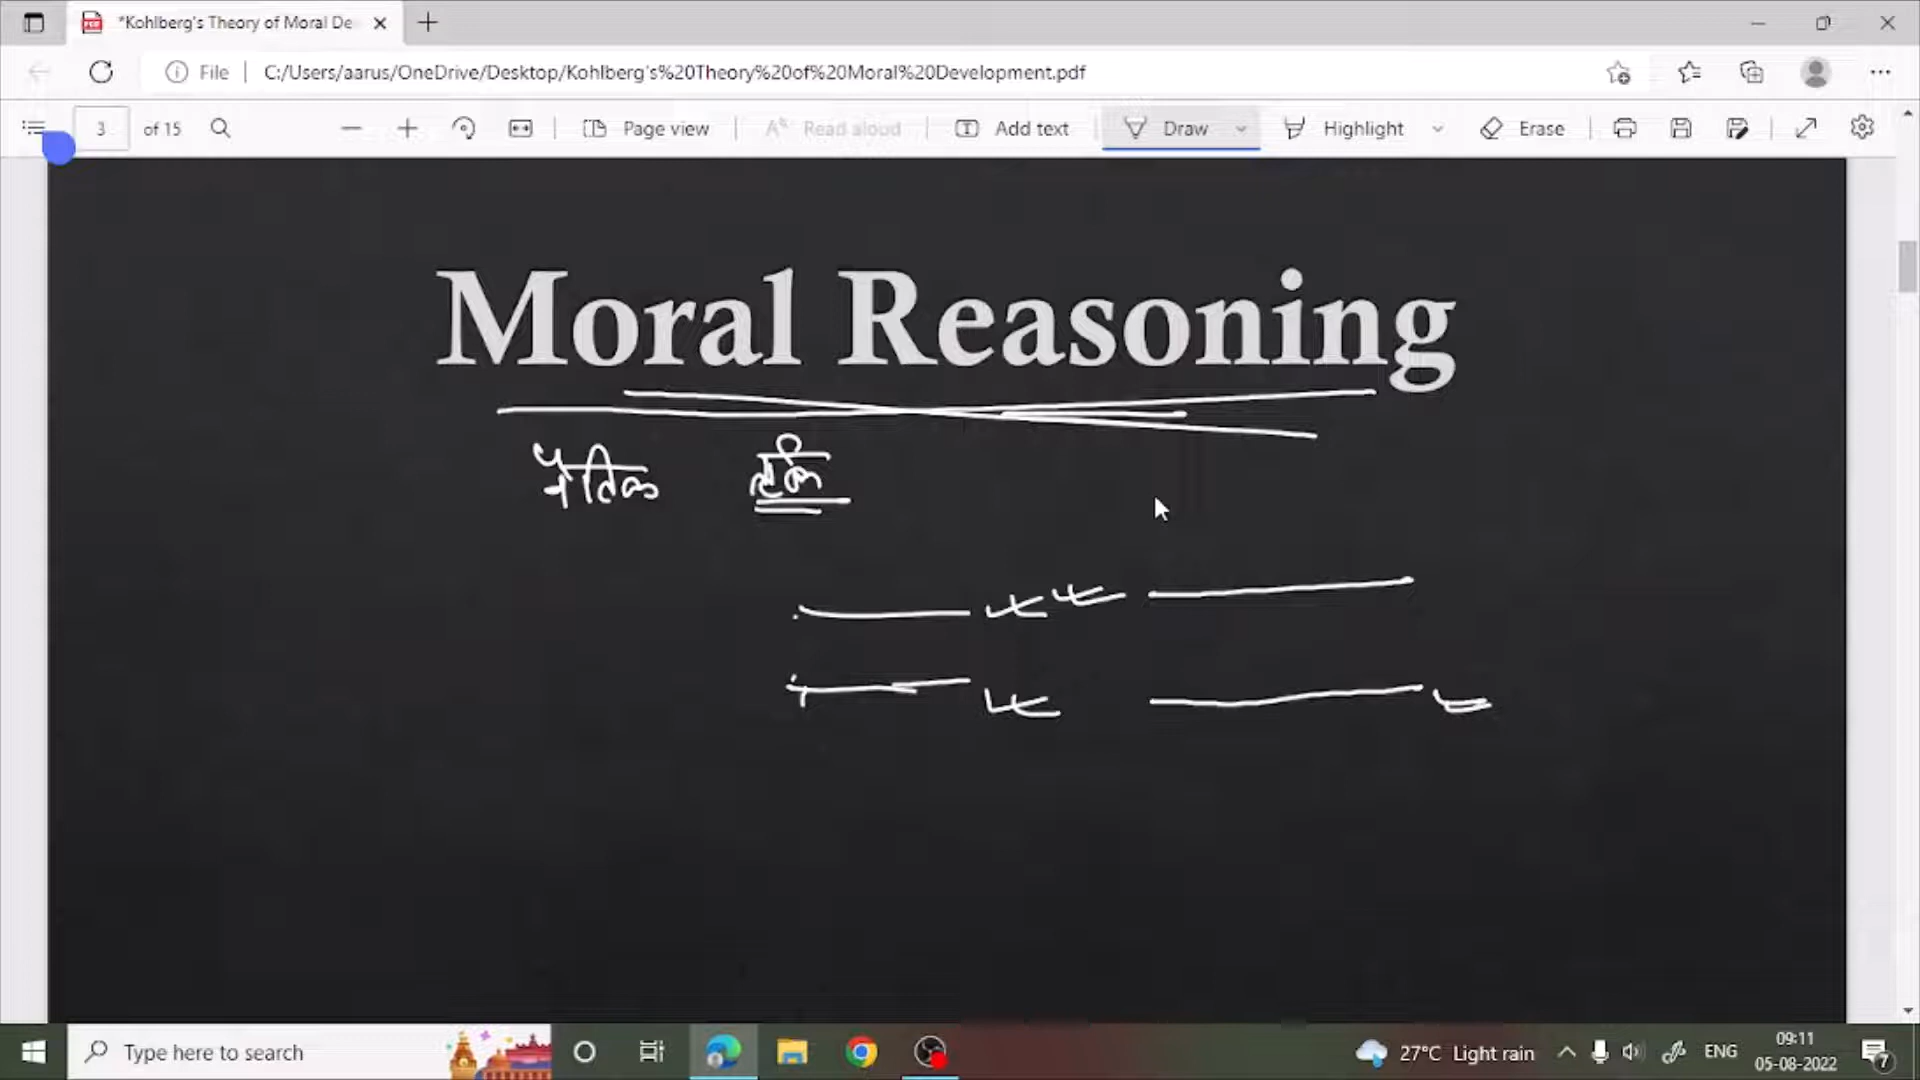 *Kohlberg's Theory of Moral De
File C:/Users/aarus/OneDrive/Desktop/Kohlberg's%20Theory%20of%20Moral%20Development.pdf
3 of 15 Page view Read aloud Add text Draw Highlight Erase
Moral Reasoning
नैतिक
Type here to search 27°C Light rain ENG 09:11
05-08-2022 7